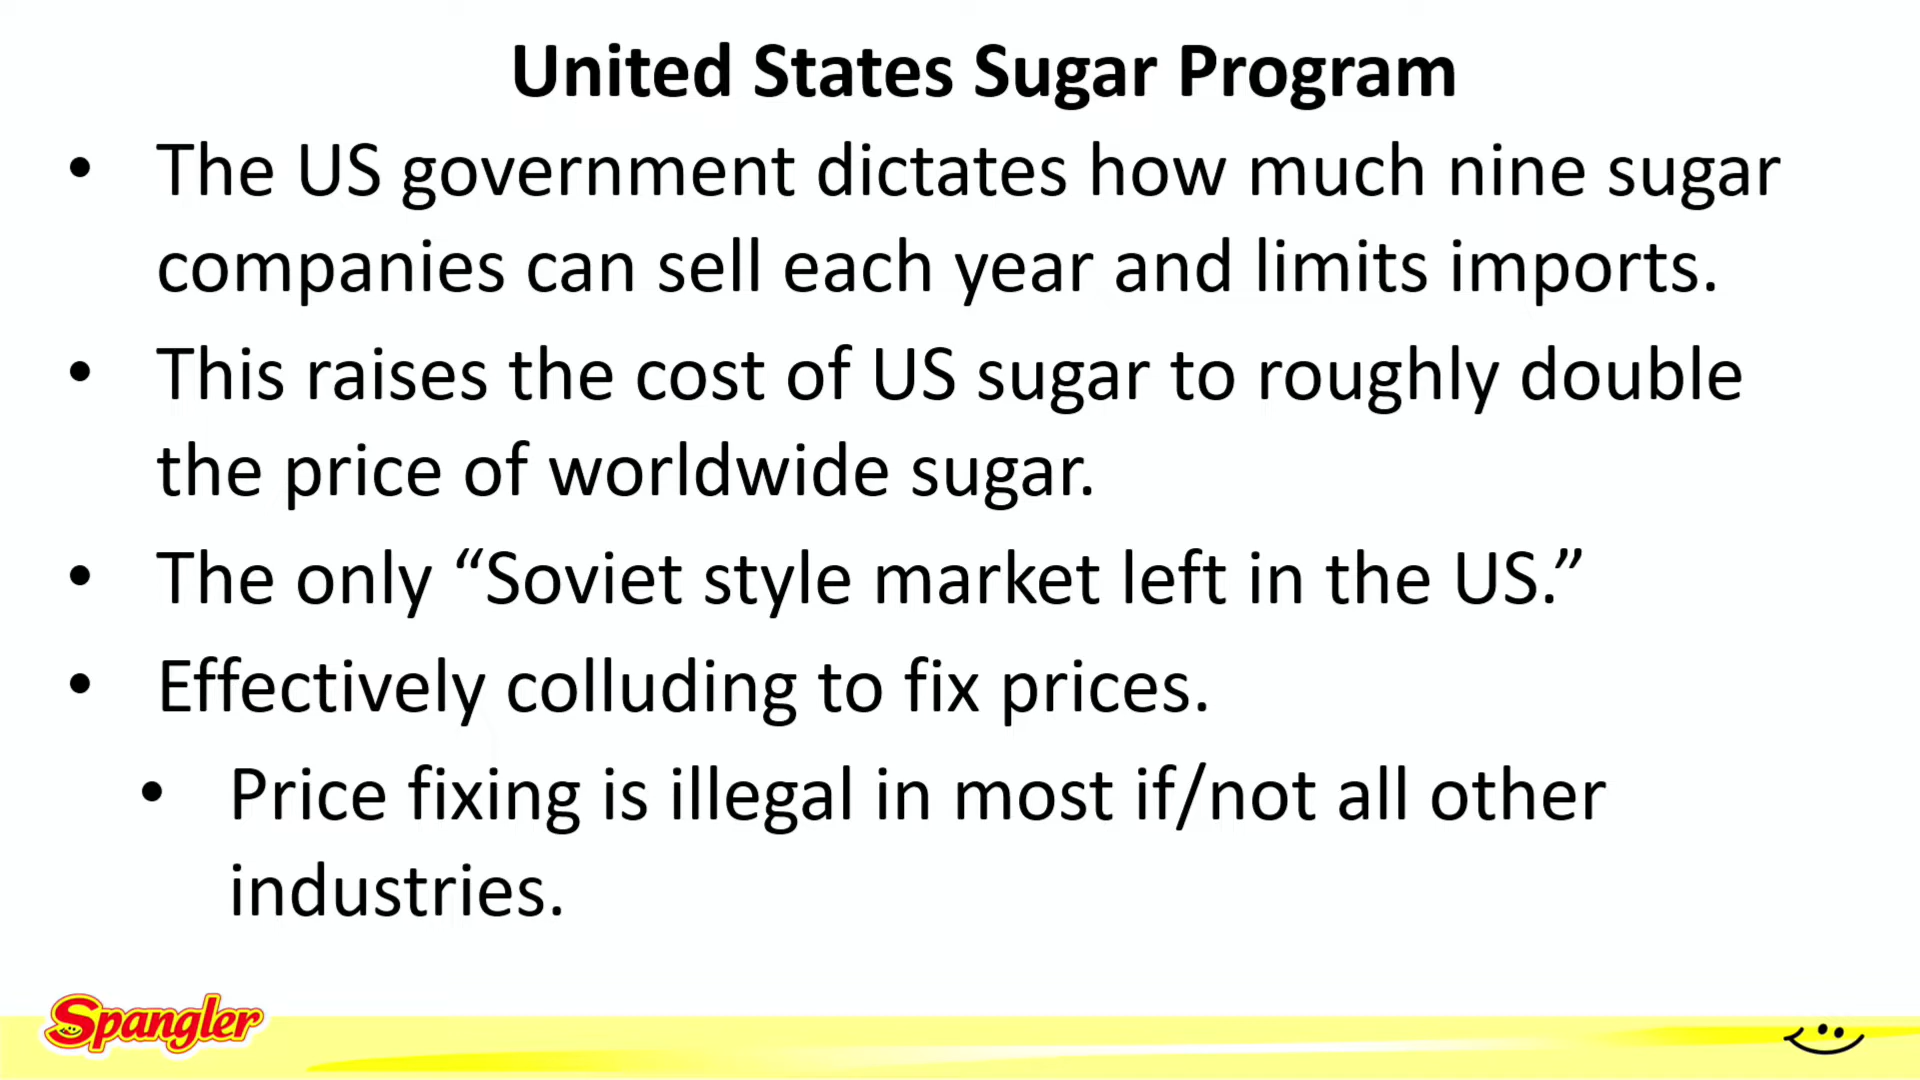 United States Sugar Program
• The US government dictates how much nine sugar
companies can sell each year and limits imports.
• This raises the cost of US sugar to roughly double
the price of worldwide sugar.
• The only “Soviet style market left in the US.”
• Effectively colluding to fix prices.
• Price fixing is illegal in most if/not all other
industries.
Spangler